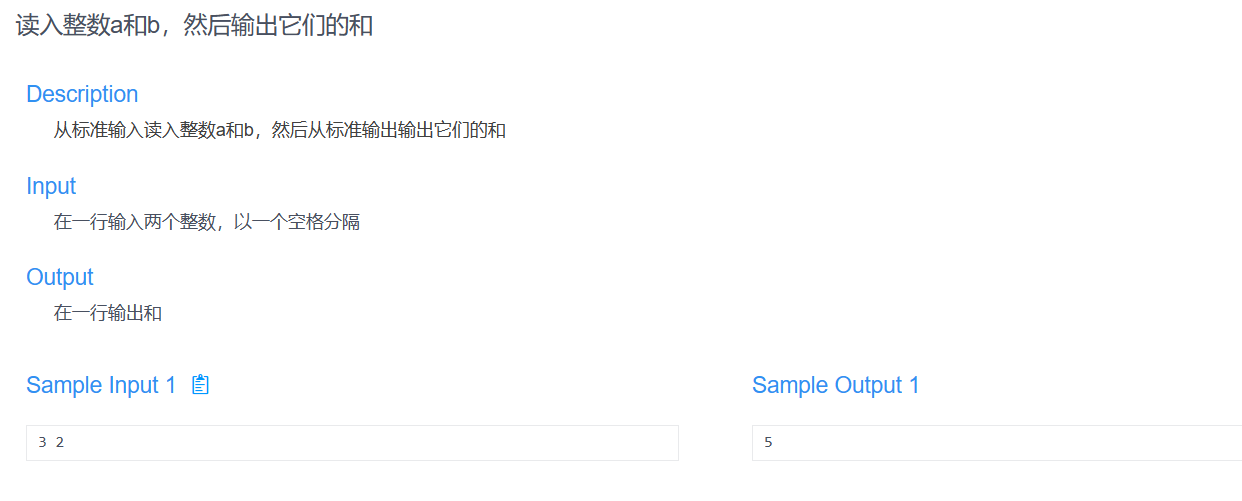 读入整数a和b，然后输出它们的和
Description
从标准输入读入整数a和b，然后从标准输出输出它们的和
Input
在一行输入两个整数，以一个空格分隔
Output
在一行输出和
Sample Input 1
3 2
Sample Output 1
5